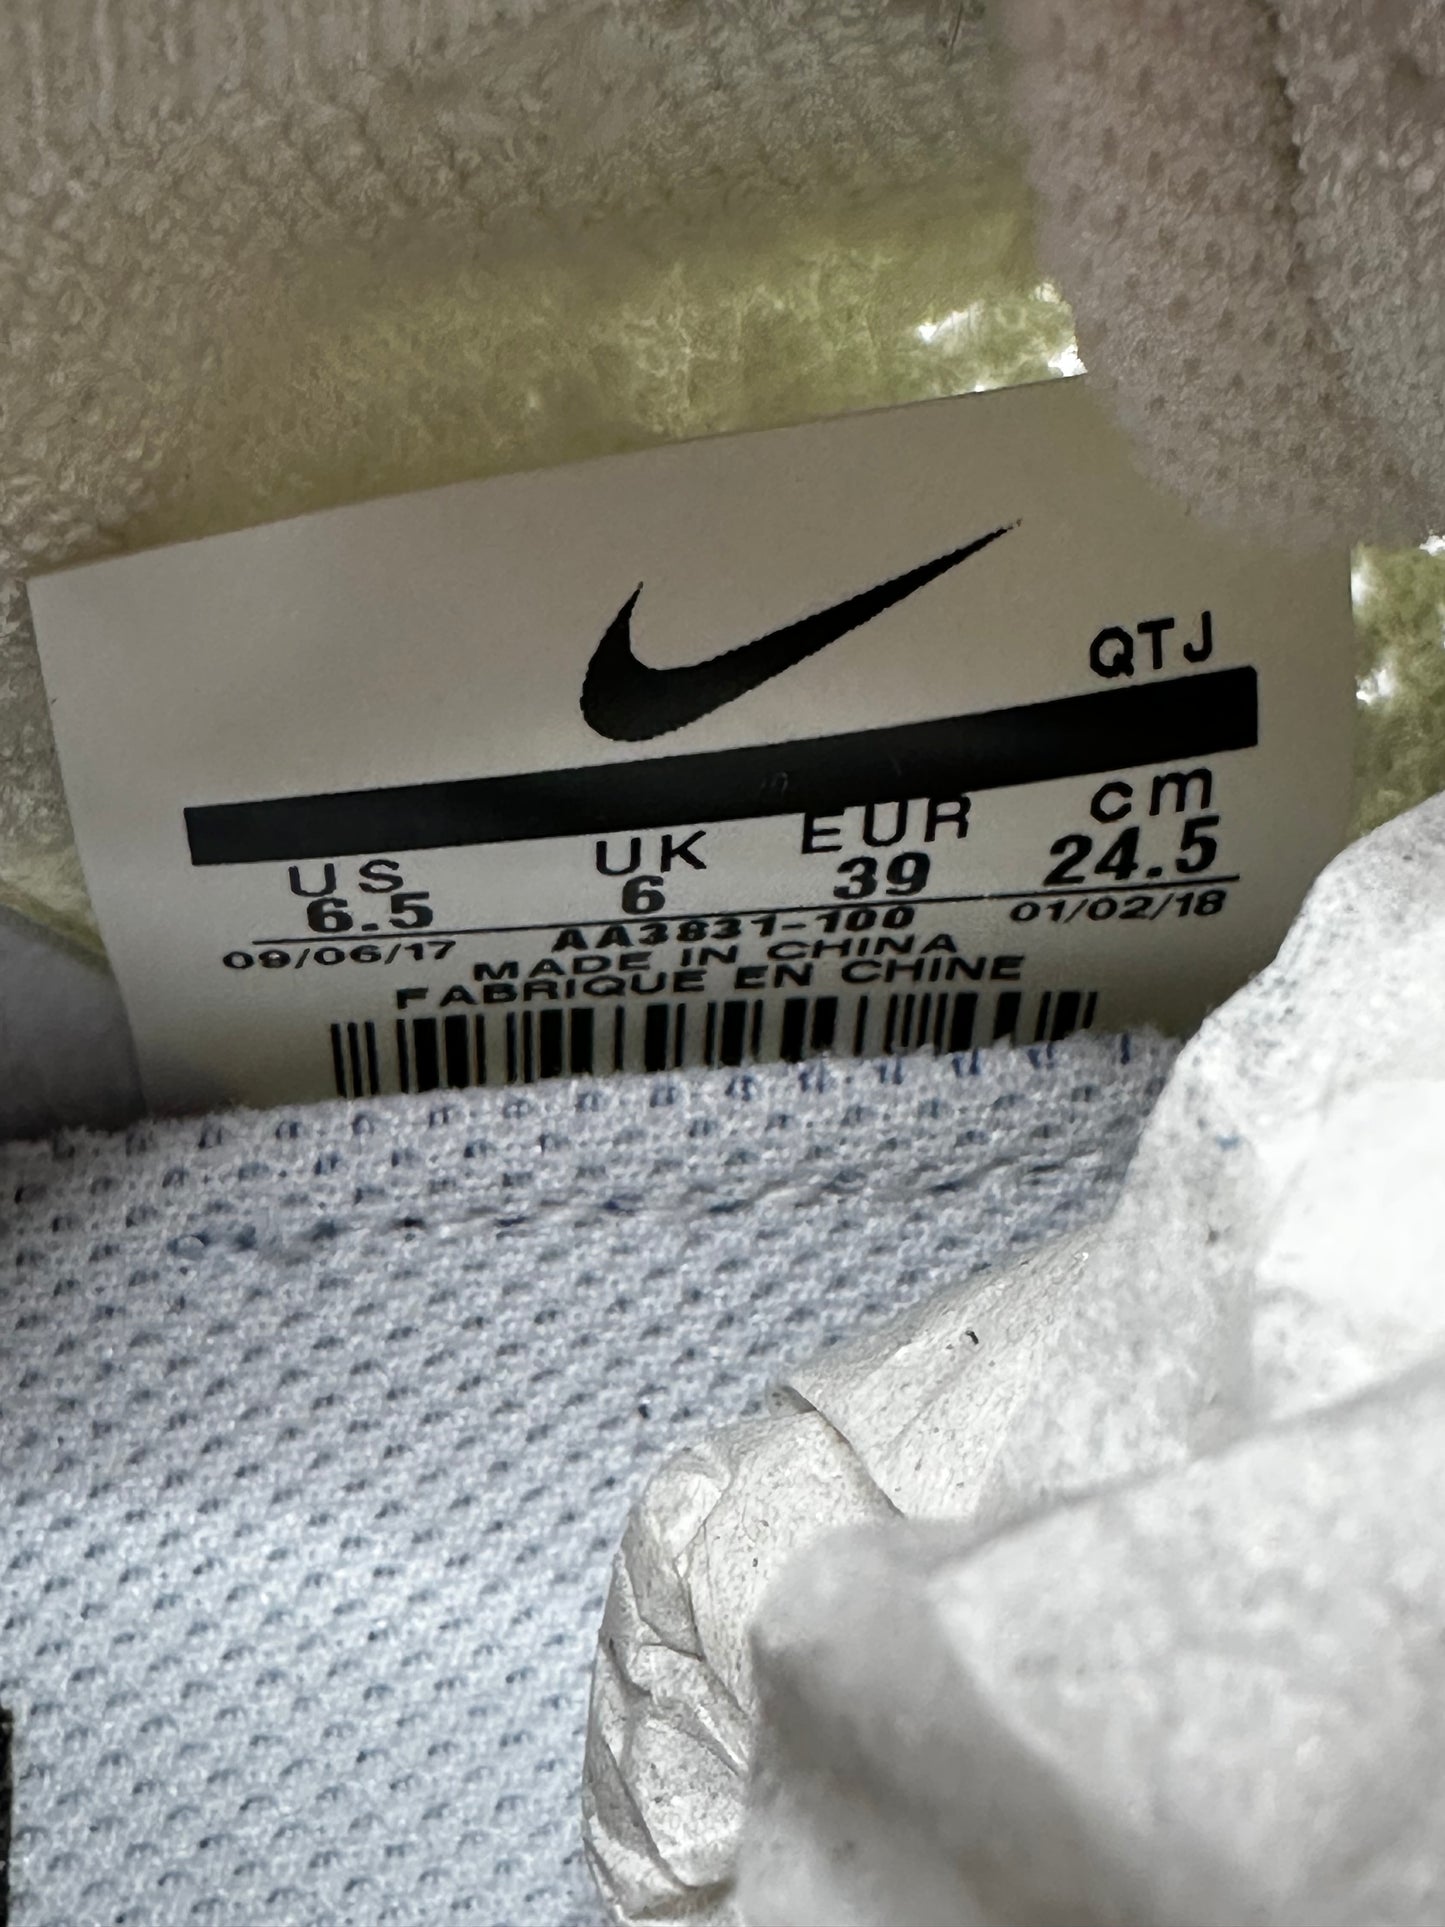 QTJ
US UK EUR cm
6.5 6 39 24.5
09/06/17 AA3831-100 01/02/18
MADE IN CHINA
FABRIQUE EN CHINE